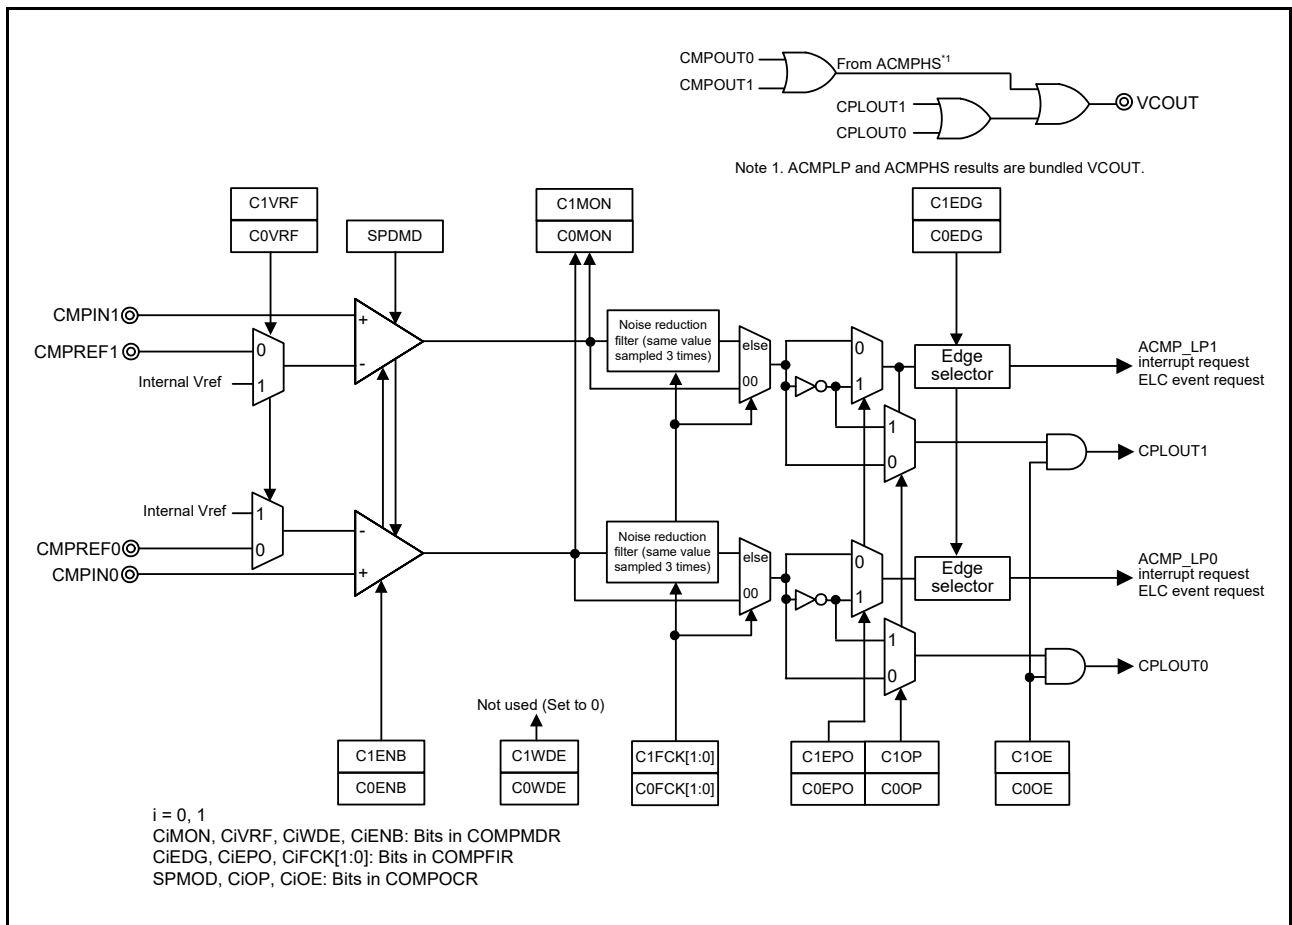 CMPOUT0
CMPOUT1
From ACMPHS*1
CPLOUT1
CPLOUT0
VCOUT
Note 1. ACMPLP and ACMPHS results are bundled VCOUT.
C1VRF
C0VRF
SPDMD
C1MON
C0MON
C1EDG
C0EDG
CMPIN1
CMPREF1
Internal Vref
0
1
+
-
Noise reduction
filter (same value
sampled 3 times)
else
00
0
1
Edge
selector
ACMP_LP1
interrupt request
ELC event request
1
0
CPLOUT1
Internal Vref
CMPREF0
CMPIN0
1
0
-
+
Noise reduction
filter (same value
sampled 3 times)
else
00
0
1
Edge
selector
ACMP_LP0
interrupt request
ELC event request
1
0
CPLOUT0
Not used (Set to 0)
C1ENB
C0ENB
C1WDE
C0WDE
C1FCK[1:0]
C0FCK[1:0]
C1EPO
C0EPO
C1OP
C0OP
C1OE
C0OE
i = 0, 1
CiMON, CiVRF, CiWDE, CiENB: Bits in COMPMDR
CiEDG, CiEPO, CiFCK[1:0]: Bits in COMPFIR
SPMOD, CiOP, CiOE: Bits in COMPOCR